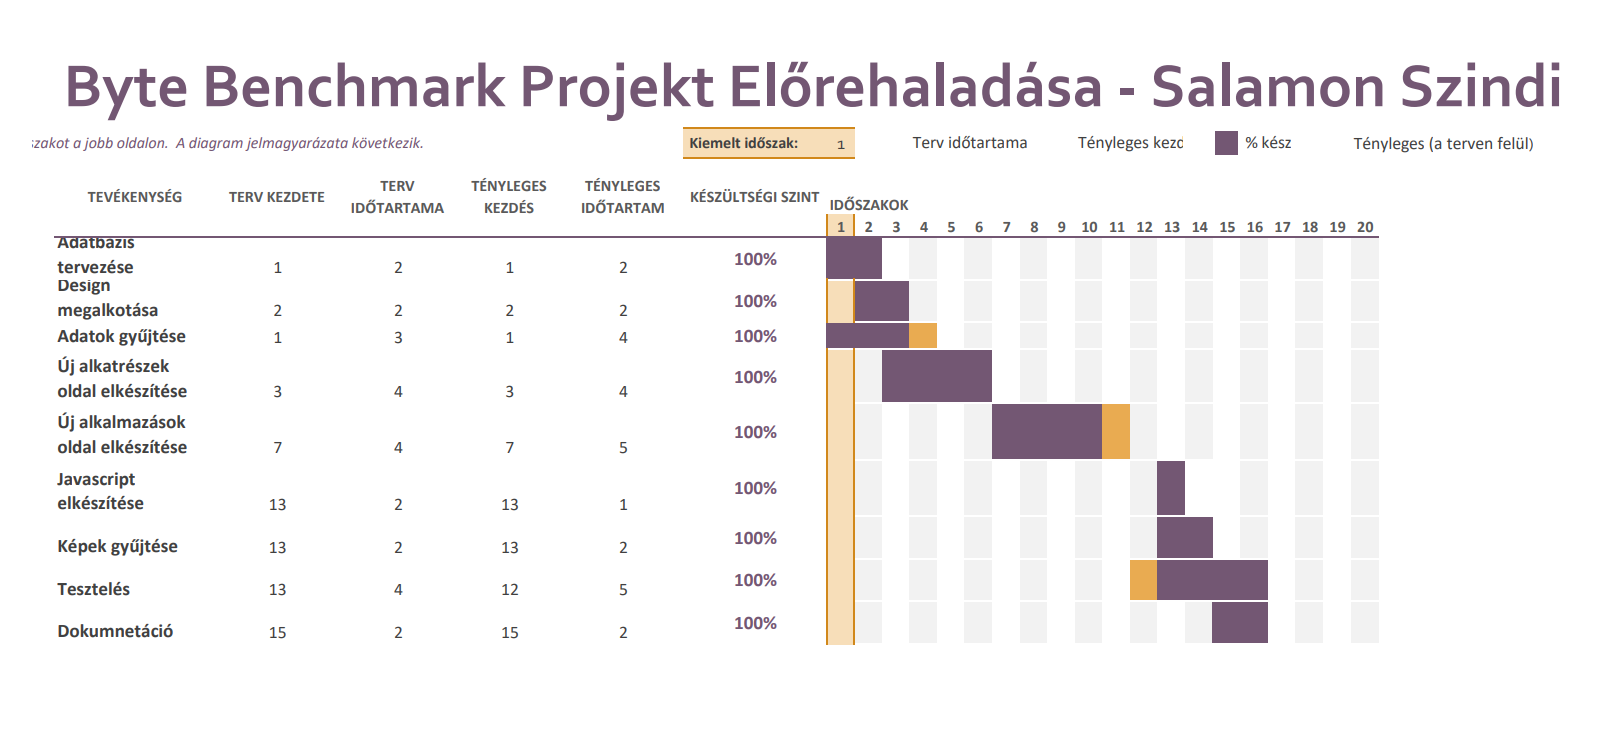 Byte Benchmark Projekt Előrehaladása - Salamon Szindi
szakot a jobb oldalon.  A diagram jelmagyarázata következik.
Kiemelt időszak: 1
Terv időtartama
Tényleges kezd
% kész
Tényleges (a terven felül)
TEVÉKENYSÉG
TERV KEZDETE
TERV
IDŐTARTAMA
TÉNYLEGES
KEZDÉS
TÉNYLEGES
IDŐTARTAM
KÉSZÜLTSÉGI SZINT
IDŐSZAKOK
1 2 3 4 5 6 7 8 9 10 11 12 13 14 15 16 17 18 19 20
Adatbázis
tervezése 1 2 1 2 100%
Design
megalkotása 2 2 2 2 100%
Adatok gyűjtése 1 3 1 4 100%
Új alkatrészek
oldal elkészítése 3 4 3 4 100%
Új alkalmazások
oldal elkészítése 7 4 7 5 100%
Javascript
elkészítése 13 2 13 1 100%
Képek gyűjtése 13 2 13 2 100%
Tesztelés 13 4 12 5 100%
Dokumnetáció 15 2 15 2 100%